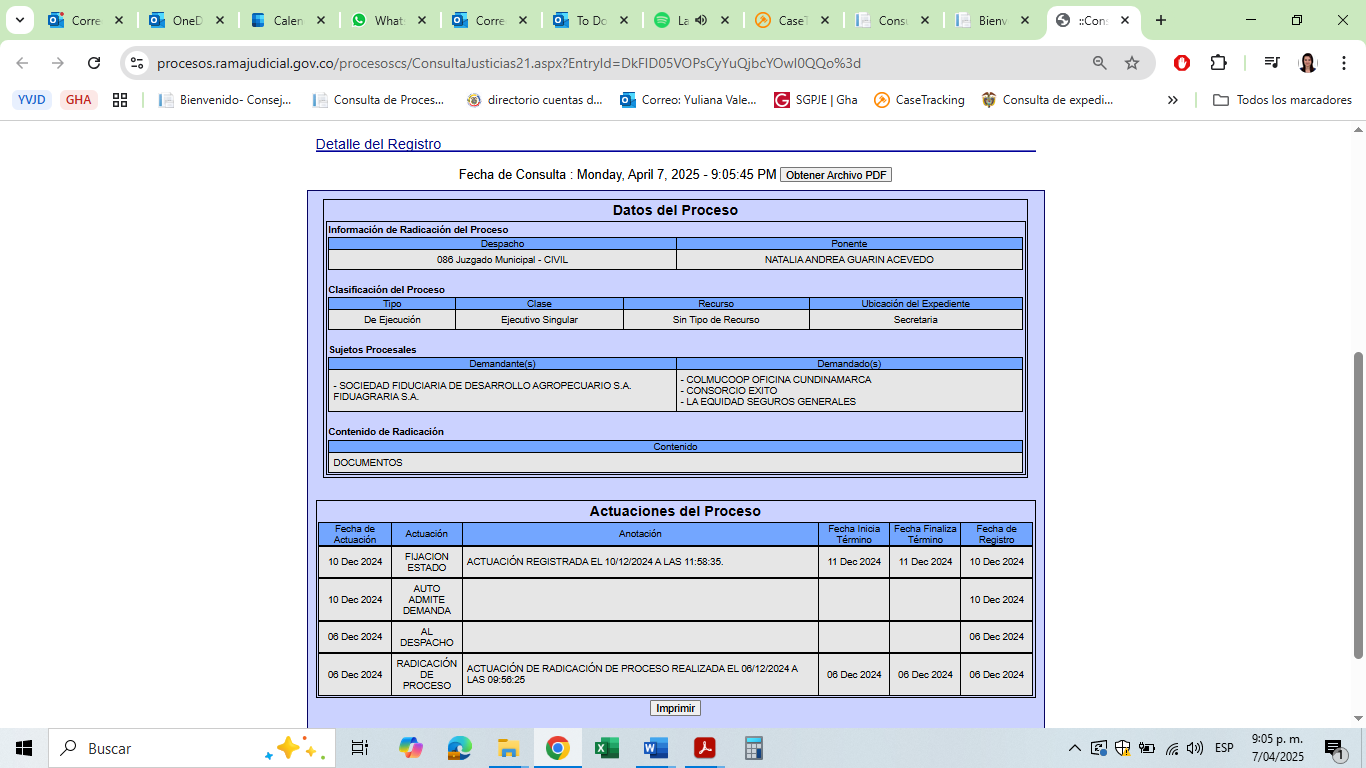 Corre
OneD
Calen
Whats
Corre
To Do
La
CaseT
Consu
Bienv
::Cons
procesos.ramajudicial.gov.co/procesoscs/ConsultaJusticias21.aspx?EntryId=DkFID05VOPsCyYuQjbcYOwI0QQo%3d
YVJD
GHA
Bienvenido- Consej...
Consulta de Proces...
directorio cuentas d...
Correo: Yuliana Vale...
SGPJE | Gha
CaseTracking
Consulta de expedi...
»
Todos los marcadores
Detalle del Registro
Fecha de Consulta : Monday, April 7, 2025 - 9:05:45 PM Obtener Archivo PDF
Datos del Proceso
Información de Radicación del Proceso
Despacho Ponente
086 Juzgado Municipal - CIVIL NATALIA ANDREA GUARIN ACEVEDO
Clasificación del Proceso
Tipo Clase Recurso Ubicación del Expediente
De Ejecución Ejecutivo Singular Sin Tipo de Recurso Secretaria
Sujetos Procesales
Demandante(s) Demandado(s)
- SOCIEDAD FIDUCIARIA DE DESARROLLO AGROPECUARIO S.A.
FIDUAGRARIA S.A.
- COLMUCOOP OFICINA CUNDINAMARCA
- CONSORCIO EXITO
- LA EQUIDAD SEGUROS GENERALES
Contenido de Radicación
Contenido
DOCUMENTOS
Actuaciones del Proceso
Fecha de
Actuación
Actuación
Anotación
Fecha Inicia
Término
Fecha Finaliza
Término
Fecha de
Registro
10 Dec 2024
FIJACION
ESTADO
ACTUACIÓN REGISTRADA EL 10/12/2024 A LAS 11:58:35.
11 Dec 2024
11 Dec 2024
10 Dec 2024
10 Dec 2024
AUTO
ADMITE
DEMANDA
10 Dec 2024
06 Dec 2024
AL
DESPACHO
06 Dec 2024
06 Dec 2024
RADICACIÓN
DE
PROCESO
ACTUACIÓN DE RADICACIÓN DE PROCESO REALIZADA EL 06/12/2024 A
LAS 09:56:25
06 Dec 2024
06 Dec 2024
06 Dec 2024
Imprimir
Buscar
ESP
9:05 p. m.
7/04/2025
1